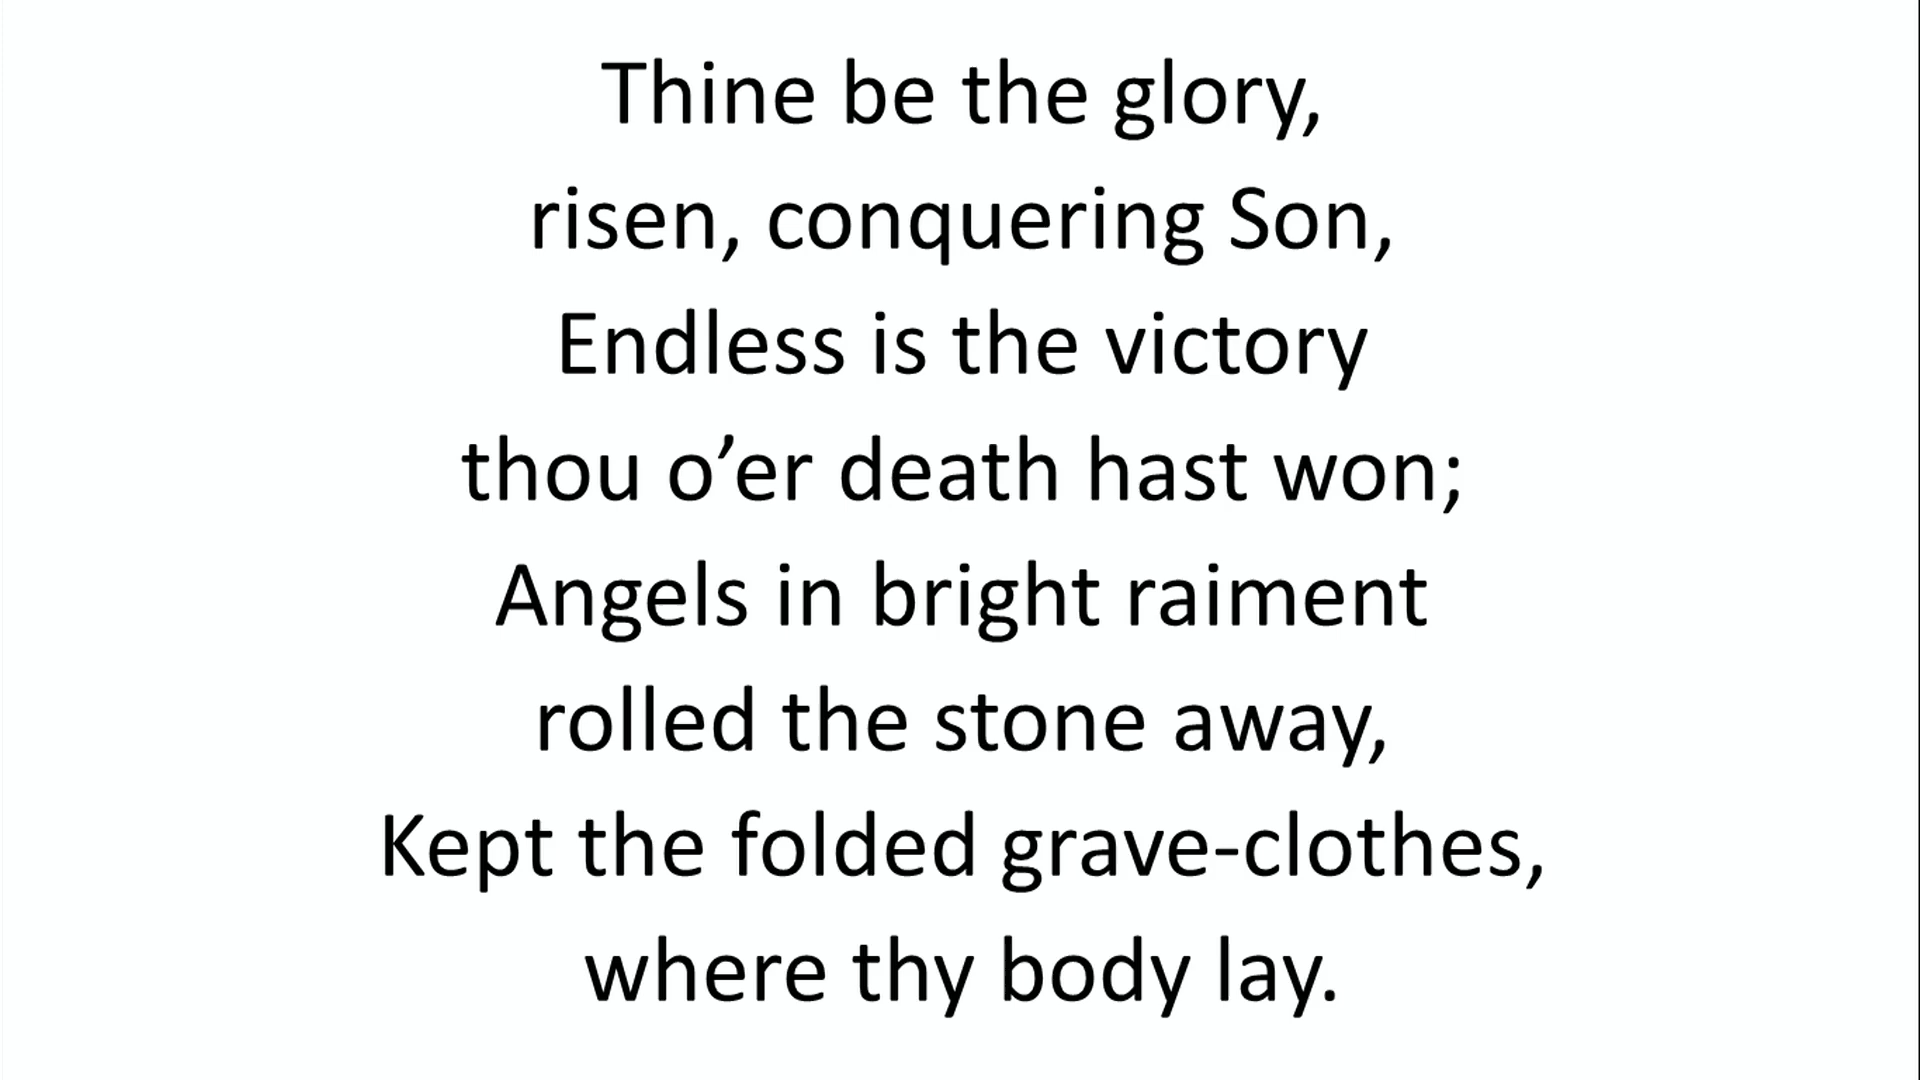 Thine be the glory,
risen, conquering Son,
Endless is the victory
thou o’er death hast won;
Angels in bright raiment
rolled the stone away,
Kept the folded grave-clothes,
where thy body lay.